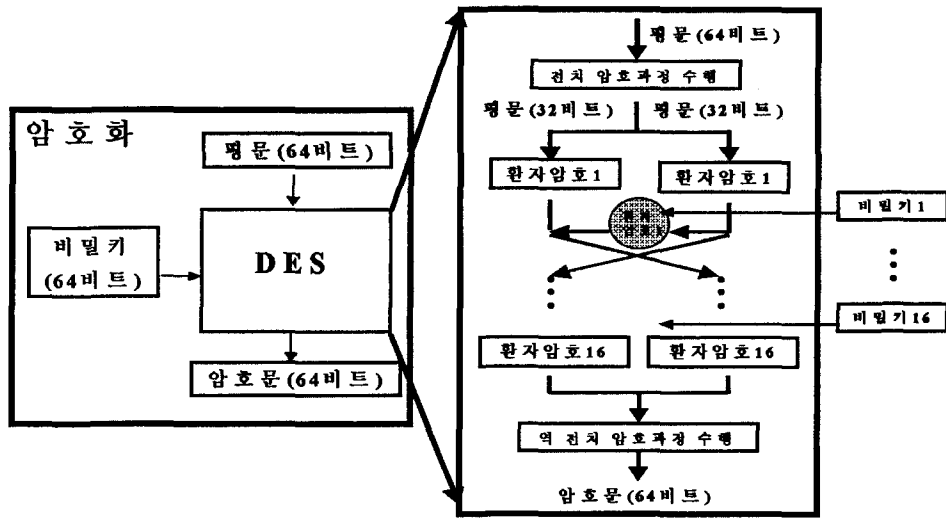 암호화
평문(64비트)
비밀키
(64비트)
DES
암호문(64비트)
평문(64비트)
전치 암호과정 수행
평문(32비트) 평문(32비트)
환자암호1 환자암호1
비밀키1
비밀키16
환자암호16 환자암호16
역 전치 암호과정 수행
암호문(64비트)